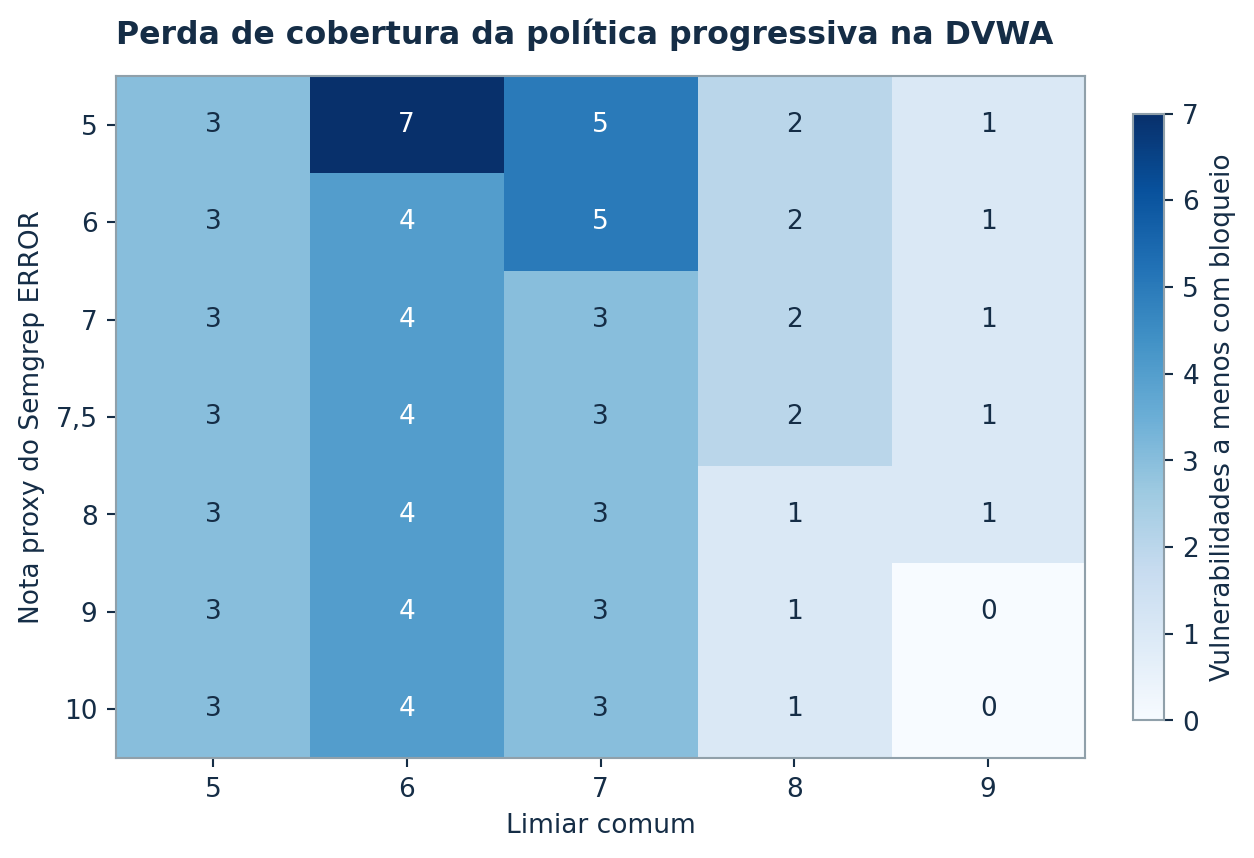 Perda de cobertura da política progressiva na DVWA
Nota proxy do Semgrep ERROR
5 3 7 5 2 1
6 3 4 5 2 1
7 3 4 3 2 1
7,5 3 4 3 2 1
8 3 4 3 1 1
9 3 4 3 1 0
10 3 4 3 1 0
5 6 7 8 9
Limiar comum
7
6
5
4
3
2
1
0
Vulnerabilidades a menos com bloqueio